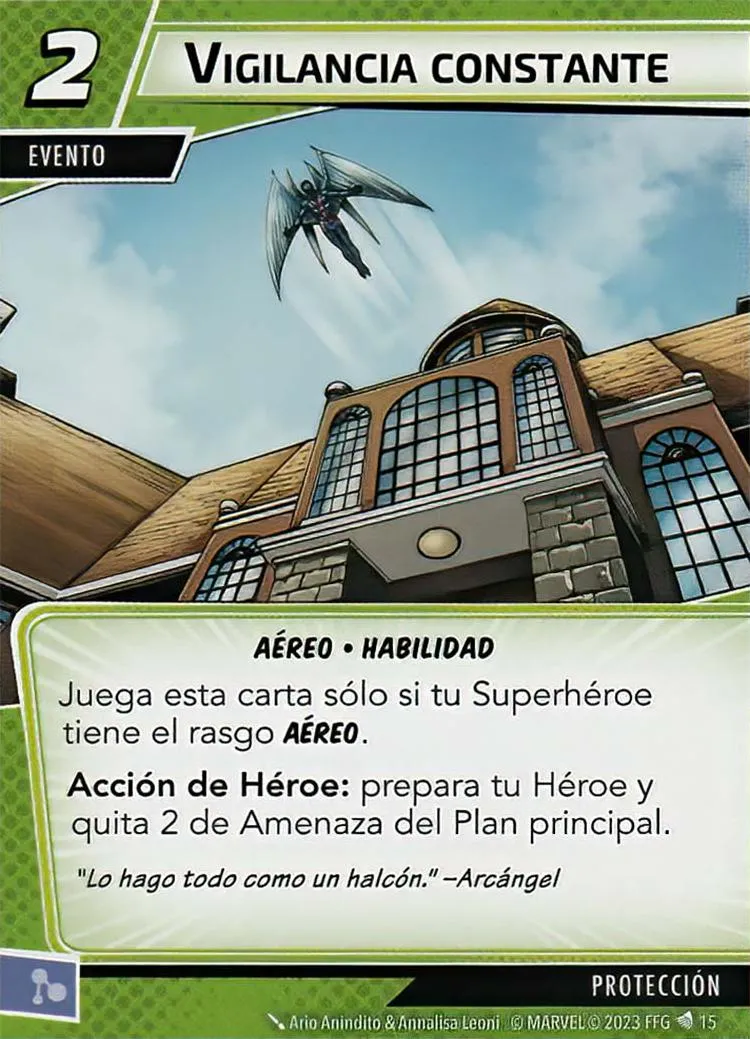 2
VIGILANCIA CONSTANTE
EVENTO
AÉREO • HABILIDAD
Juega esta carta sólo si tu Superhéroe
tiene el rasgo AÉREO.
Acción de Héroe: prepara tu Héroe y
quita 2 de Amenaza del Plan principal.
"Lo hago todo como un halcón." –Arcángel
PROTECCIÓN
Ario Anindito & Annalisa Leoni © MARVEL © 2023 FFG 15